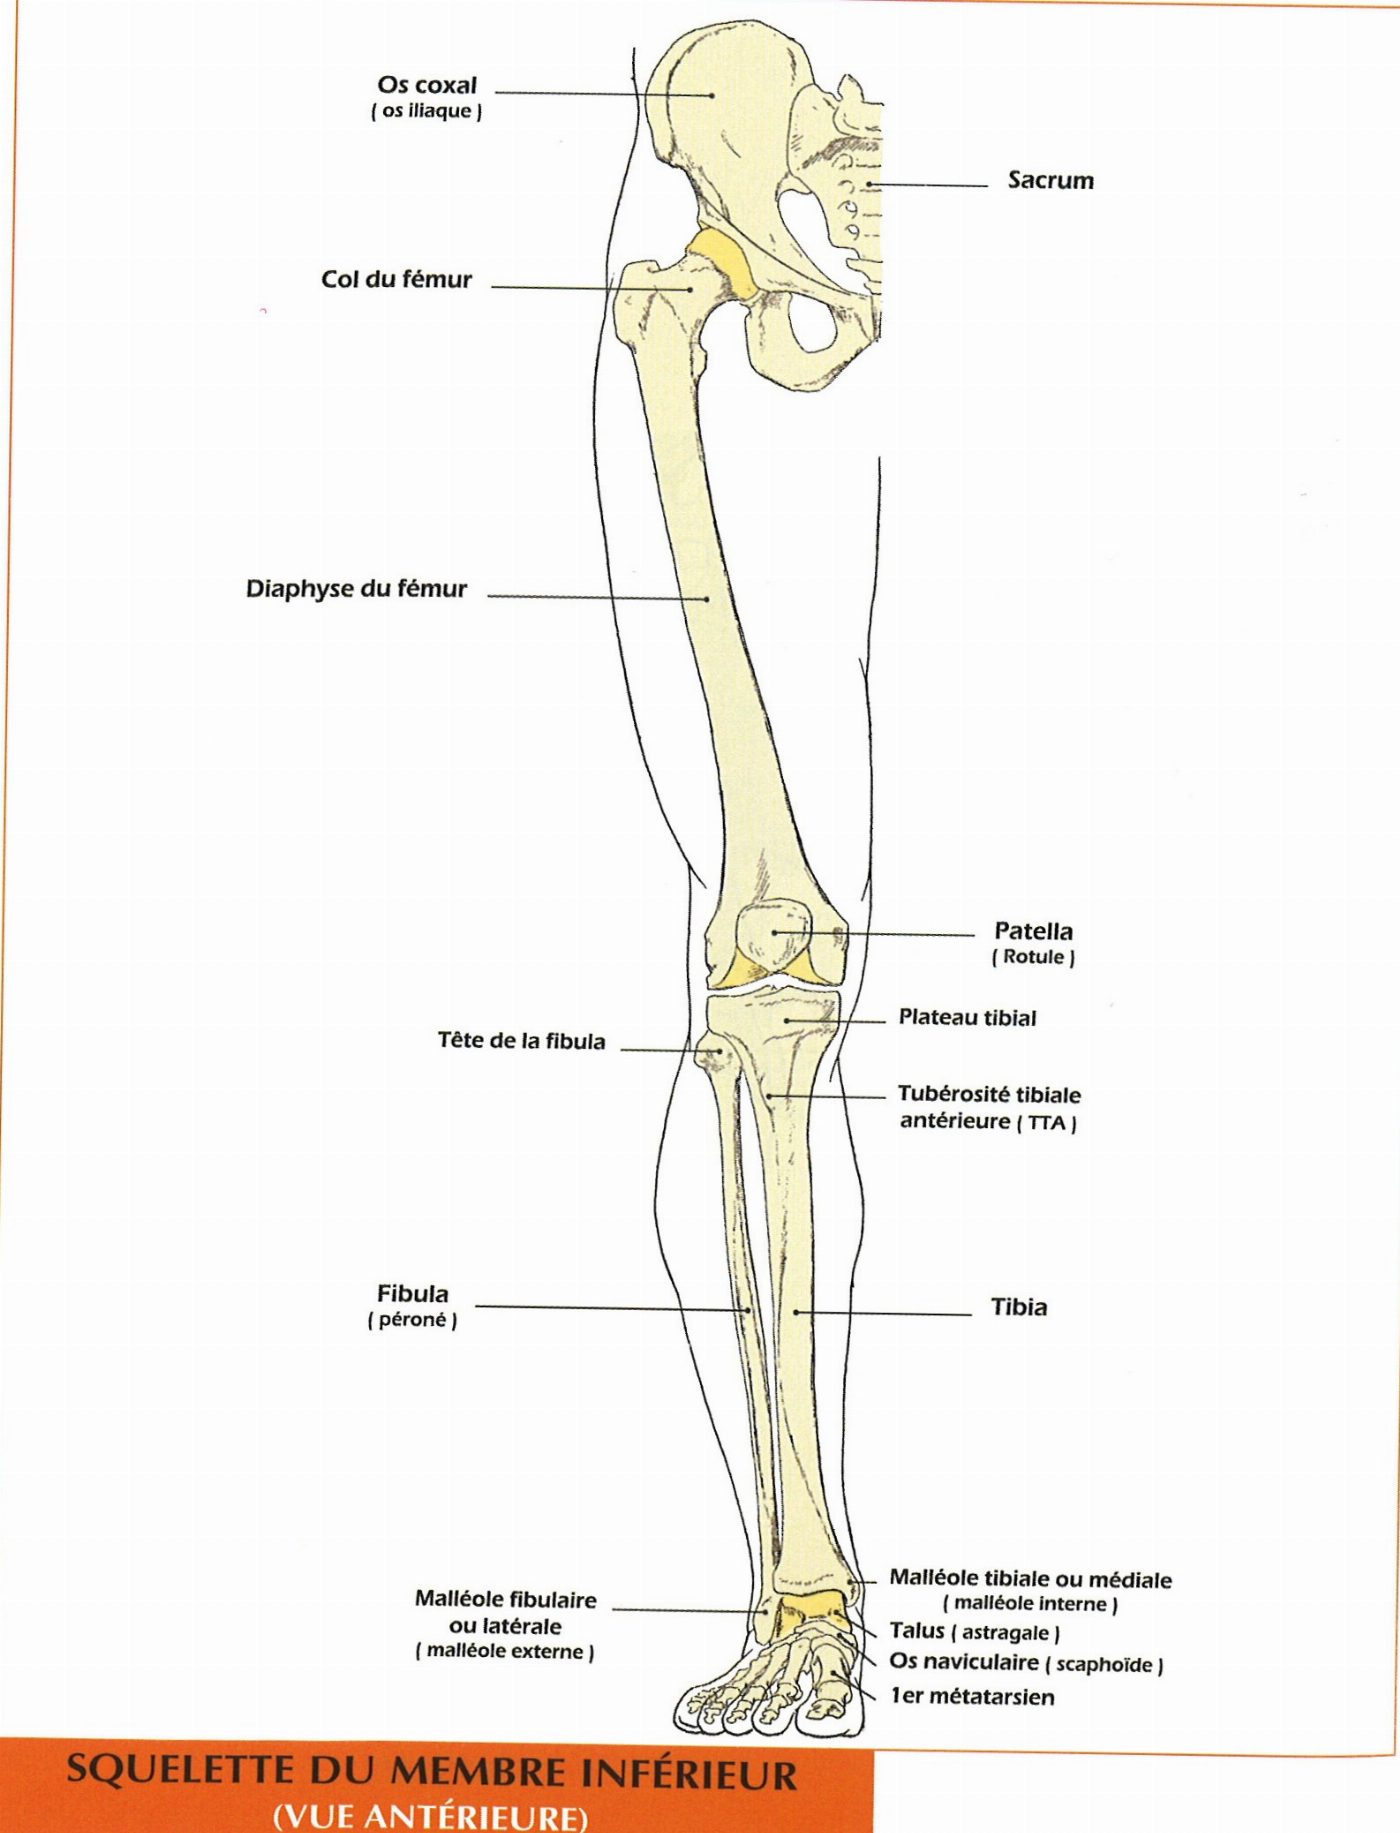 Os coxal
( os iliaque )
Sacrum
Col du fémur
Diaphyse du fémur
Patella
( Rotule )
Plateau tibial
Tête de la fibula
Tubérosité tibiale
antérieure ( TTA )
Fibula
( péroné )
Tibia
Malléole tibiale ou médiale
( malléole interne )
Malléole fibulaire
ou latérale
( malléole externe )
Talus ( astragale )
Os naviculaire ( scaphoïde )
1er métatarsien
SQUELETTE DU MEMBRE INFÉRIEUR
(VUE ANTÉRIEURE)